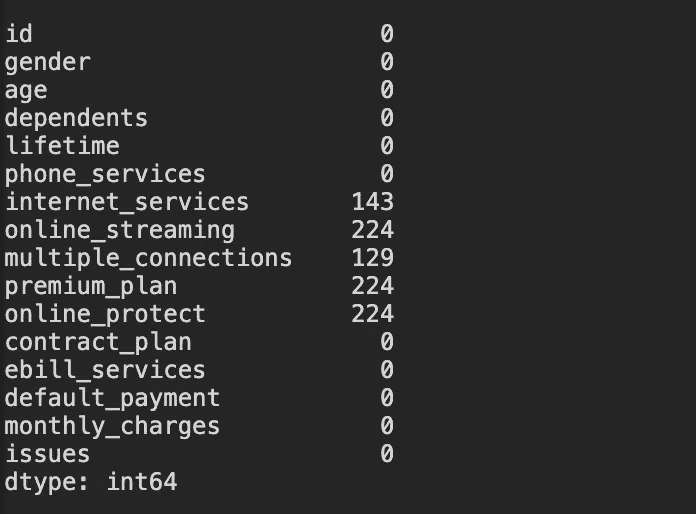 id 0
gender 0
age 0
dependents 0
lifetime 0
phone_services 0
internet_services 143
online_streaming 224
multiple_connections 129
premium_plan 224
online_protect 224
contract_plan 0
ebill_services 0
default_payment 0
monthly_charges 0
issues 0
dtype: int64